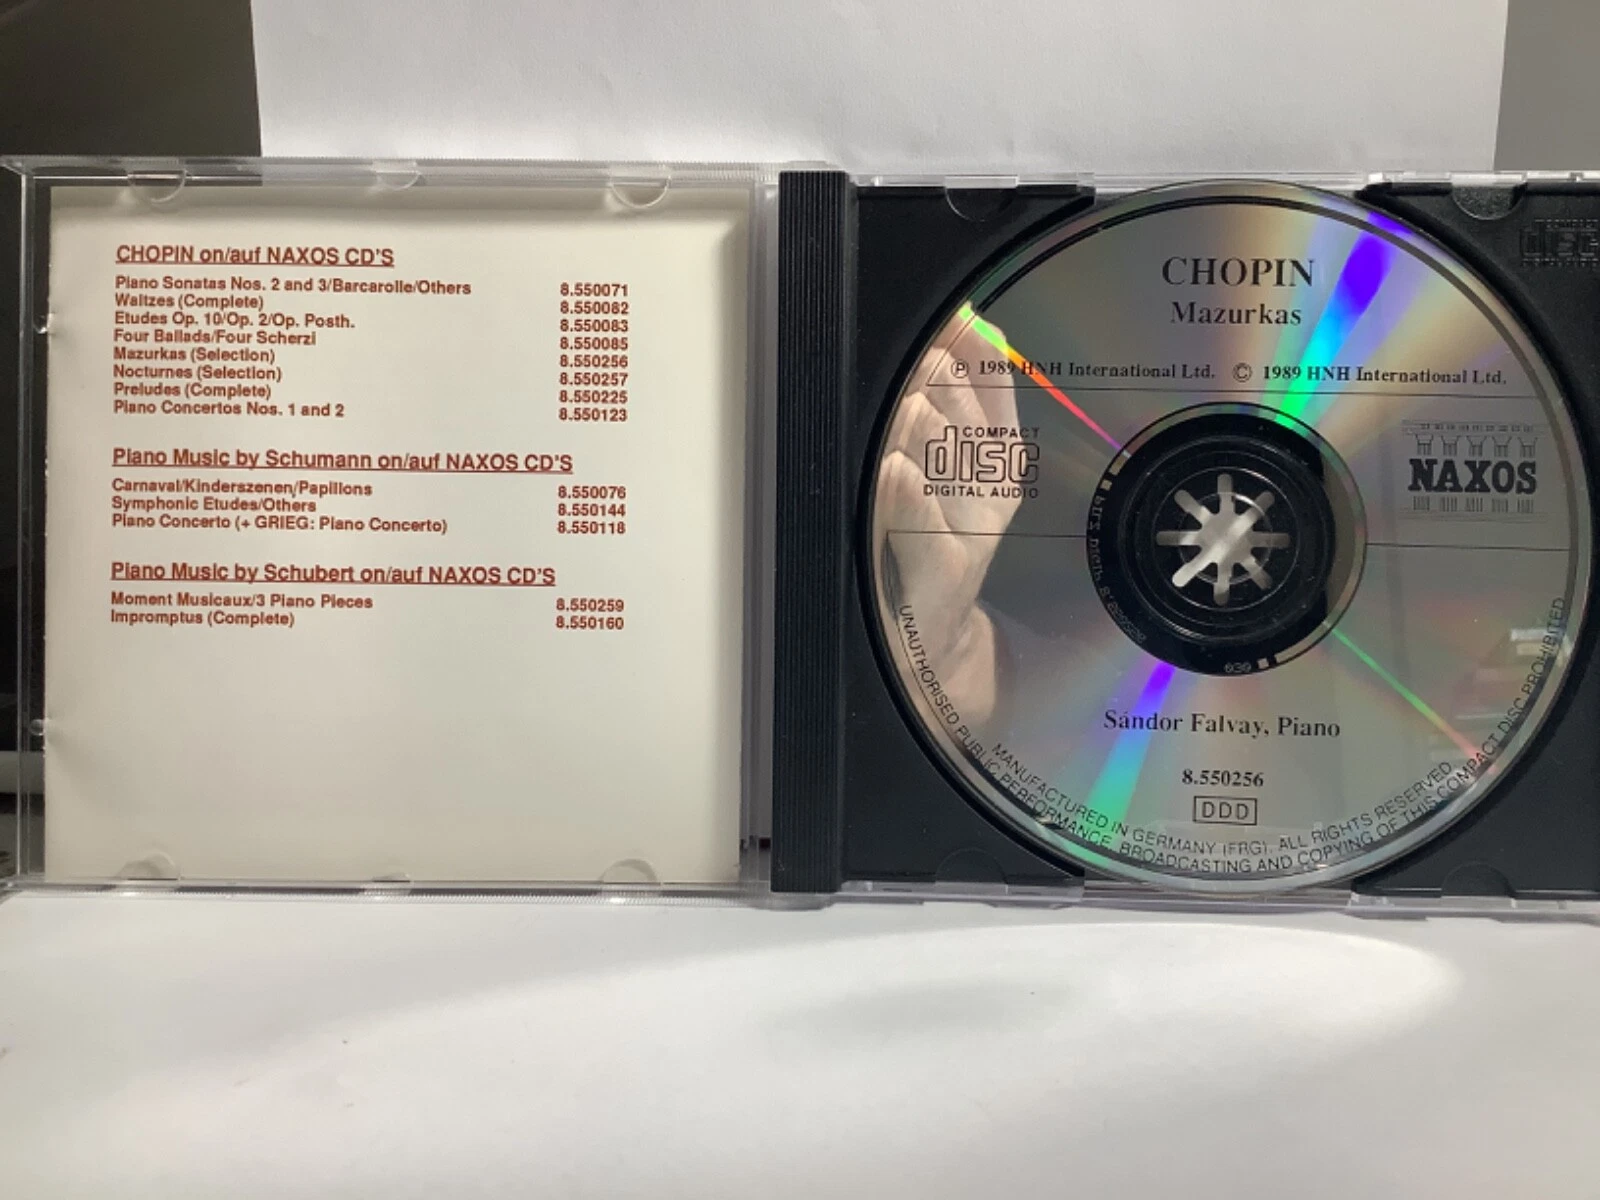 CHOPIN on/auf NAXOS CD'S
Piano Sonatas Nos. 2 and 3/Barcarolle/Others 8.550071
Waltzes (Complete) 8.550082
Etudes Op. 10/Op. 2/Op. Posth. 8.550083
Four Ballads/Four Scherzi 8.550085
Mazurkas (Selection) 8.550256
Nocturnes (Selection) 8.550257
Preludes (Complete) 8.550225
Piano Concertos Nos. 1 and 2 8.550123
Piano Music by Schumann on/auf NAXOS CD'S
Carnaval/Kinderszenen/Papillons 8.550076
Symphonic Etudes/Others 8.550144
Piano Concerto (+ GRIEG: Piano Concerto) 8.550118
Piano Music by Schubert on/auf NAXOS CD'S
Moment Musicaux/3 Piano Pieces 8.550259
Impromptus (Complete) 8.550160
CHOPIN
Mazurkas
Ⓟ 1989 HNH International Ltd. © 1989 HNH International Ltd.
COMPACT
disc
DIGITAL AUDIO
NAXOS
Sándor Falvay, Piano
8.550256
DDD
MANUFACTURED IN GERMANY (FRG). ALL RIGHTS RESERVED
UNAUTHORISED PUBLIC PERFORMANCE, BROADCASTING AND COPYING OF THIS COMPACT DISC PROHIBITED